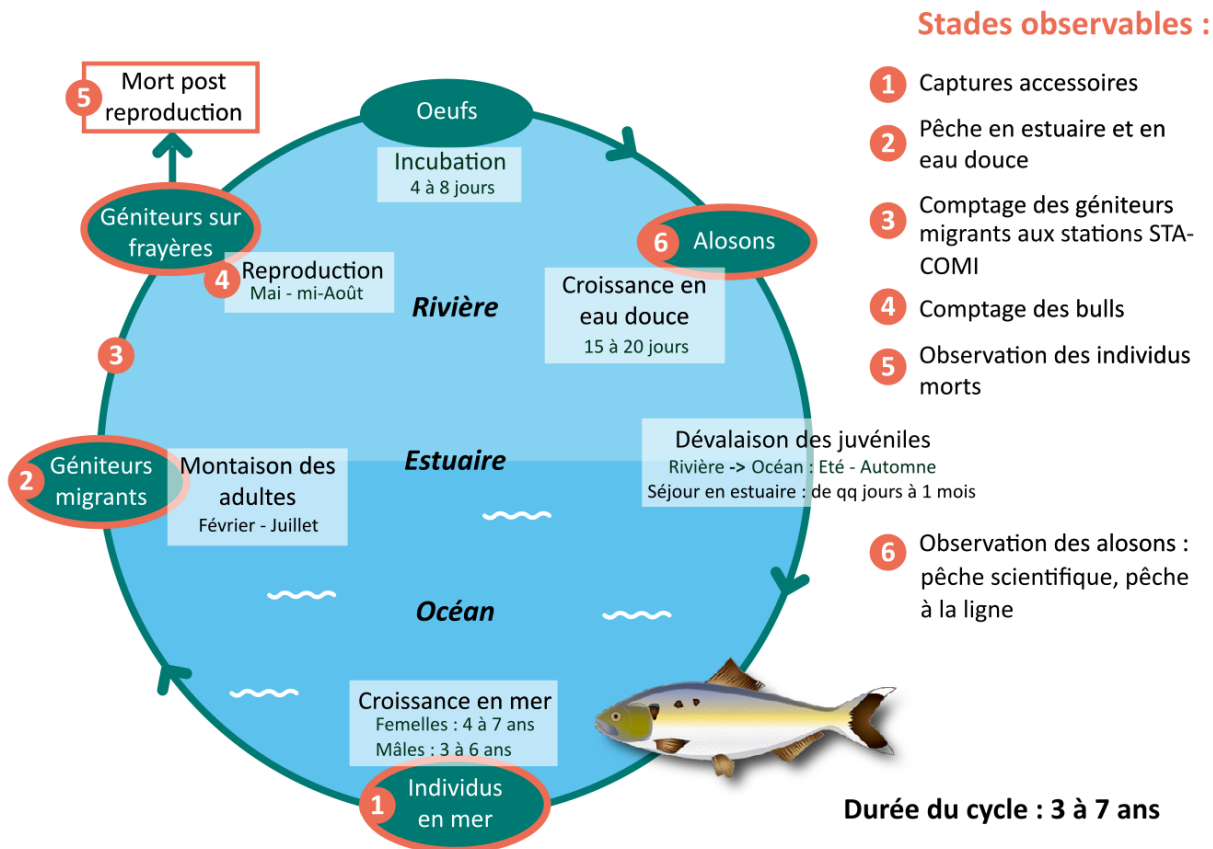 Stades observables :
1 Captures accessoires
2 Pêche en estuaire et en
eau douce
3 Comptage des géniteurs
migrants aux stations STA-
COMI
4 Comptage des bulls
5 Observation des individus
morts
6 Observation des alosons :
pêche scientifique, pêche
à la ligne
5 Mort post
reproduction
Oeufs
Incubation
4 à 8 jours
Géniteurs sur
frayères
4 Reproduction
Mai - mi-Août
6 Alosons
Croissance en
eau douce
15 à 20 jours
Rivière
3
2 Géniteurs
migrants
Montaison des
adultes
Février - Juillet
Estuaire
Dévalaison des juvéniles
Rivière -> Océan : Eté - Automne
Séjour en estuaire : de qq jours à 1 mois
Océan
Croissance en mer
Femelles : 4 à 7 ans
Mâles : 3 à 6 ans
1 Individus
en mer
Durée du cycle : 3 à 7 ans